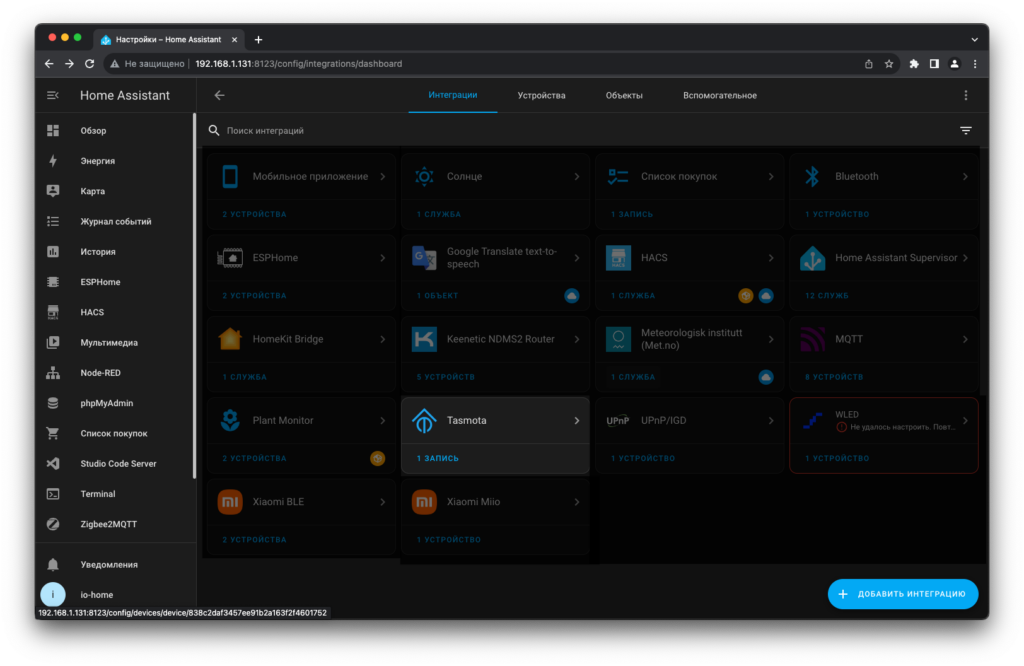 Настройки – Home Assistant
Не защищено
192.168.1.131:8123/config/integrations/dashboard
Home Assistant
Интеграции
Устройства
Объекты
Вспомогательное
Обзор
Энергия
Карта
Журнал событий
История
ESPHome
HACS
Мультимедиа
Node-RED
phpMyAdmin
Список покупок
Studio Code Server
Terminal
Zigbee2MQTT
Уведомления
i
io-home
192.168.1.131:8123/config/devices/device/838c2daf3457ee91b2a163f2f4601752
Поиск интеграций
Мобильное приложение
2 УСТРОЙСТВА
Солнце
1 СЛУЖБА
Список покупок
1 ЗАПИСЬ
Bluetooth
1 УСТРОЙСТВО
ESPHome
2 УСТРОЙСТВА
Google Translate text-to-
speech
1 ОБЪЕКТ
HACS
HACS
1 СЛУЖБА
Home Assistant Supervisor
12 СЛУЖБ
HomeKit Bridge
1 СЛУЖБА
Keenetic NDMS2 Router
5 УСТРОЙСТВ
Meteorologisk institutt
(Met.no)
1 СЛУЖБА
MQTT
8 УСТРОЙСТВ
Plant Monitor
2 УСТРОЙСТВА
Tasmota
1 ЗАПИСЬ
UPnP
UPnP/IGD
1 УСТРОЙСТВО
WLED
Не удалось настроить. Повт...
1 УСТРОЙСТВО
mi
Xiaomi BLE
2 УСТРОЙСТВА
mi
Xiaomi Miio
1 УСТРОЙСТВО
ДОБАВИТЬ ИНТЕГРАЦИЮ